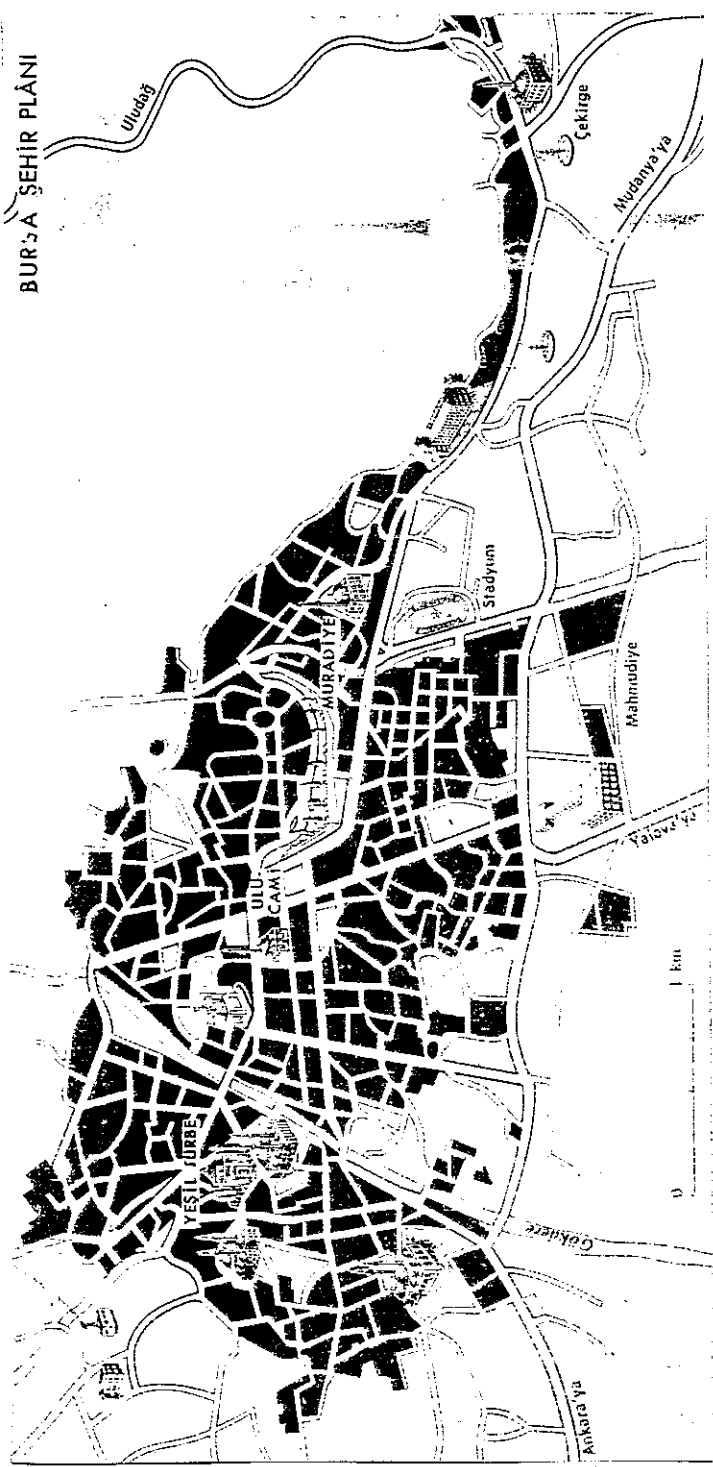 BURSA ŞEHİR PLÂNI
Uludağ
Çekirge
Mudanya'ya
MURADİYE
Stadyum
Mahmudiye
ULU
CAMİ
Yalova'ya
YEŞİL TÜRBE
Gökdere
Ankara'ya
0 1 km